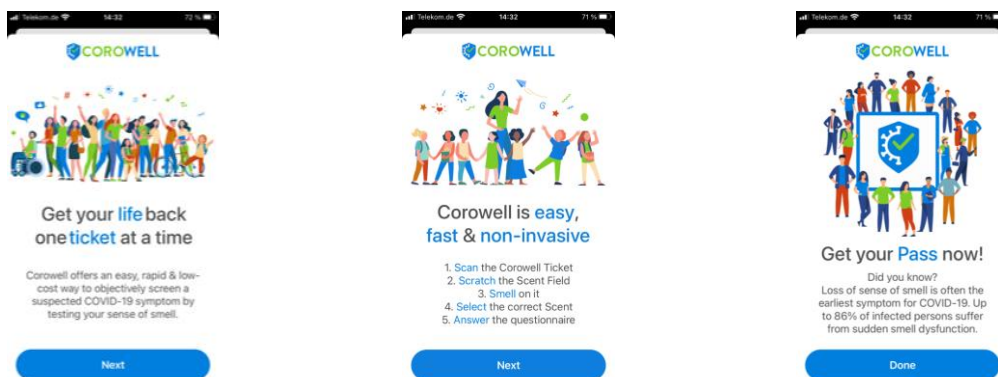 Telekom.de 14:32 72 %
COROWELL
Get your life back
one ticket at a time
Corowell offers an easy, rapid & low-
cost way to objectively screen a
suspected COVID-19 symptom by
testing your sense of smell.
Next
Telekom.de 14:32 71 %
COROWELL
Corowell is easy,
fast & non-invasive
1. Scan the Corowell Ticket
2. Scratch the Scent Field
3. Smell on it
4. Select the correct Scent
5. Answer the questionnaire
Next
Telekom.de 14:32 71 %
COROWELL
Get your Pass now!
Did you know?
Loss of sense of smell is often the
earliest symptom for COVID-19. Up
to 86% of infected persons suffer
from sudden smell dysfunction.
Done